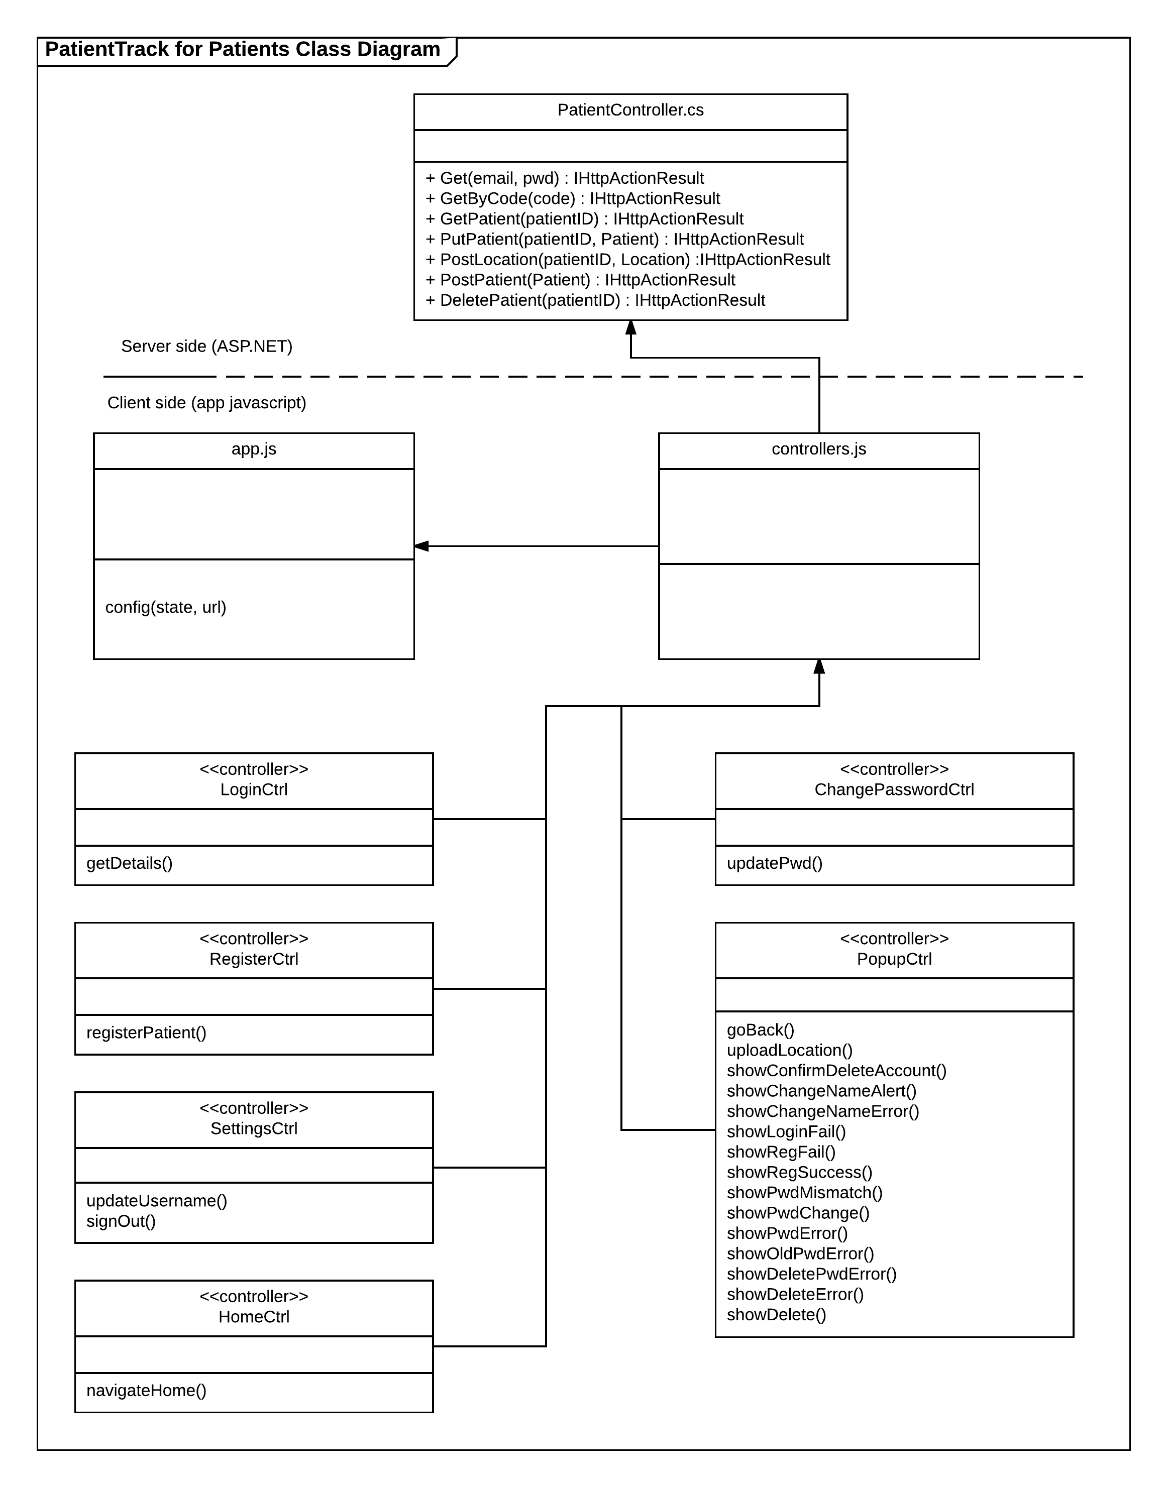 PatientTrack for Patients Class Diagram
PatientController.cs
+ Get(email, pwd) : IHttpActionResult
+ GetByCode(code) : IHttpActionResult
+ GetPatient(patientID) : IHttpActionResult
+ PutPatient(patientID, Patient) : IHttpActionResult
+ PostLocation(patientID, Location) :IHttpActionResult
+ PostPatient(Patient) : IHttpActionResult
+ DeletePatient(patientID) : IHttpActionResult
Server side (ASP.NET)
Client side (app javascript)
app.js
config(state, url)
controllers.js
<<controller>>
LoginCtrl
getDetails()
<<controller>>
RegisterCtrl
registerPatient()
<<controller>>
SettingsCtrl
updateUsername()
signOut()
<<controller>>
HomeCtrl
navigateHome()
<<controller>>
ChangePasswordCtrl
updatePwd()
<<controller>>
PopupCtrl
goBack()
uploadLocation()
showConfirmDeleteAccount()
showChangeNameAlert()
showChangeNameError()
showLoginFail()
showRegFail()
showRegSuccess()
showPwdMismatch()
showPwdChange()
showPwdError()
showOldPwdError()
showDeletePwdError()
showDeleteError()
showDelete()